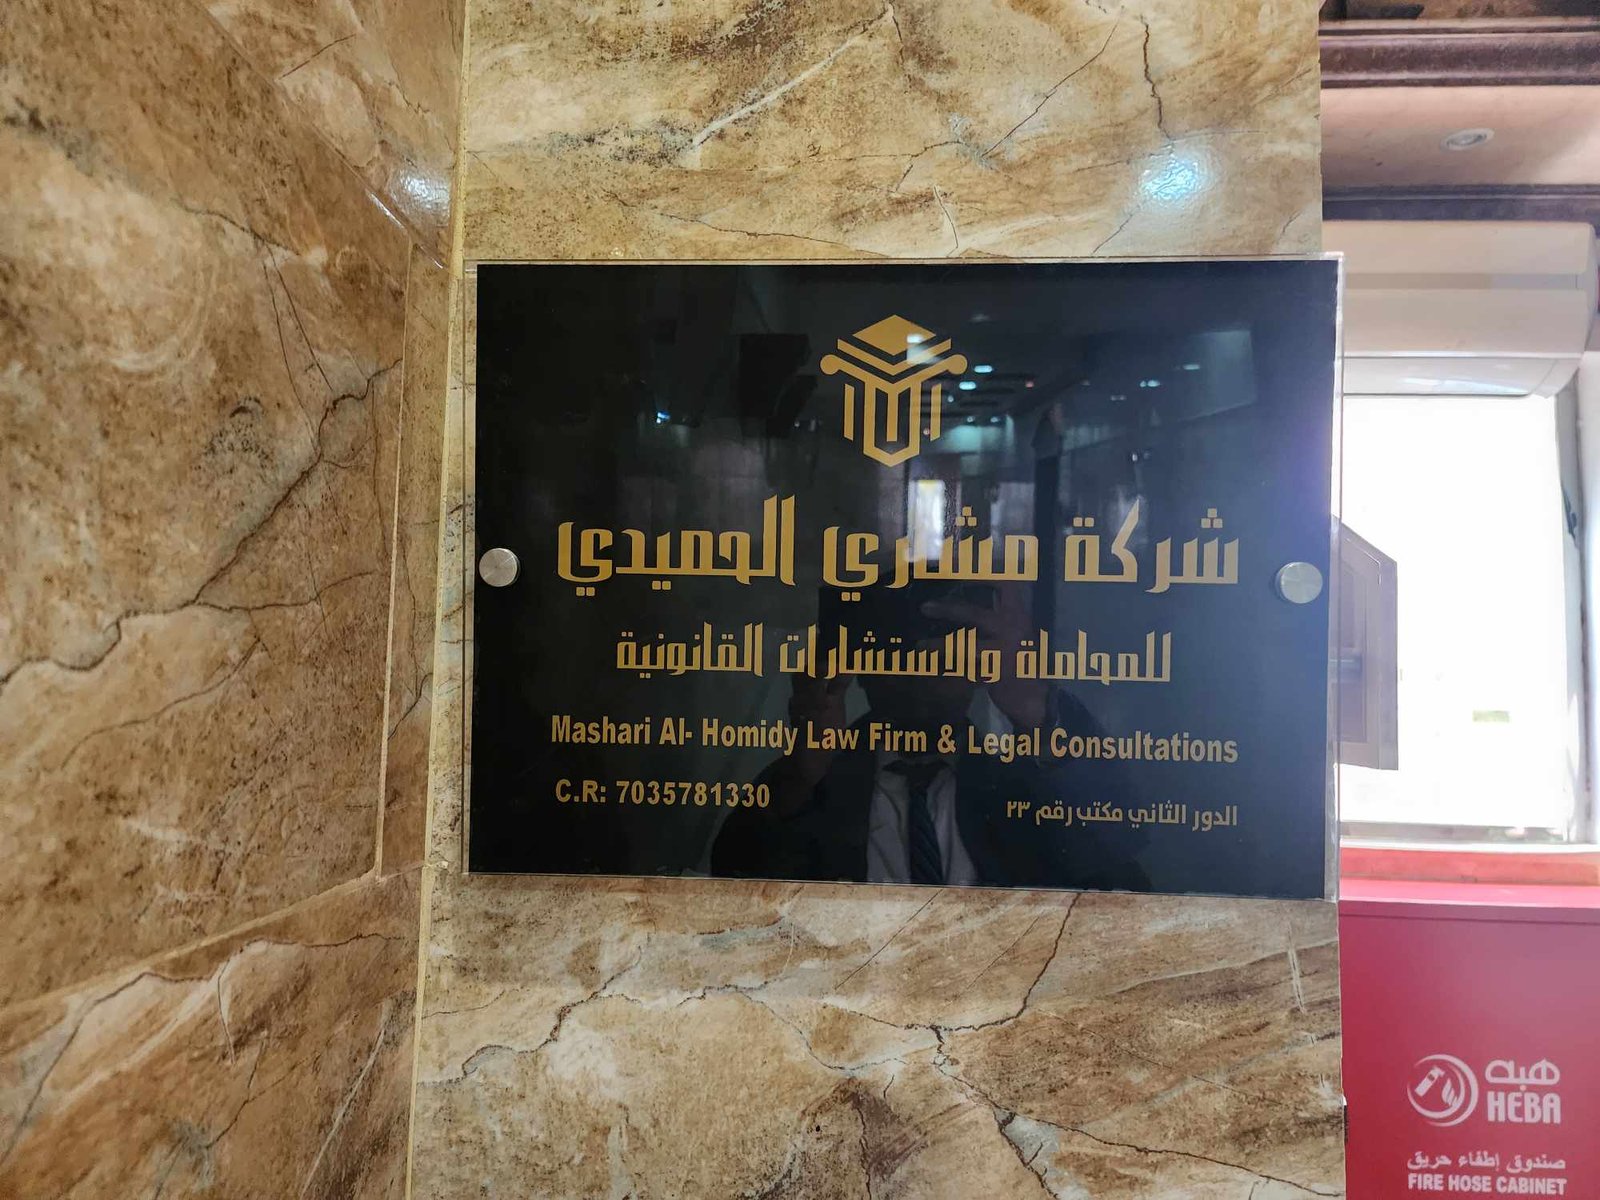 شركة مشاري الحميدي
للمحاماة والاستشارات القانونية
Mashari Al- Homidy Law Firm & Legal Consultations
C.R: 7035781330
الدور الثاني مكتب رقم ٢٣
هبه
HEBA
صندوق إطفاء حريق
FIRE HOSE CABINET